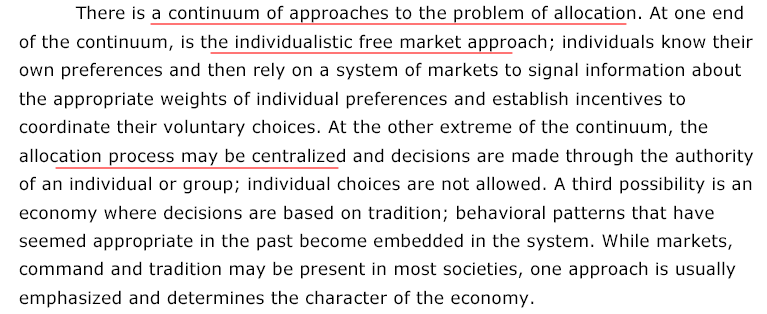 There is a continuum of approaches to the problem of allocation. At one end
of the continuum, is the individualistic free market approach; individuals know their
own preferences and then rely on a system of markets to signal information about
the appropriate weights of individual preferences and establish incentives to
coordinate their voluntary choices. At the other extreme of the continuum, the
allocation process may be centralized and decisions are made through the authority
of an individual or group; individual choices are not allowed. A third possibility is an
economy where decisions are based on tradition; behavioral patterns that have
seemed appropriate in the past become embedded in the system. While markets,
command and tradition may be present in most societies, one approach is usually
emphasized and determines the character of the economy.